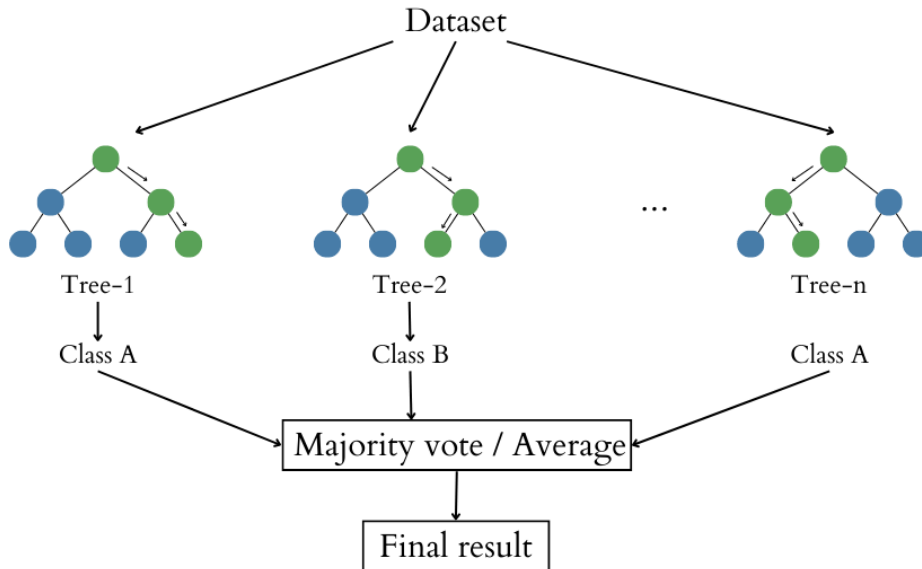 Dataset
...
Tree-1
Tree-2
Tree-n
Class A
Class B
Class A
Majority vote / Average
Final result